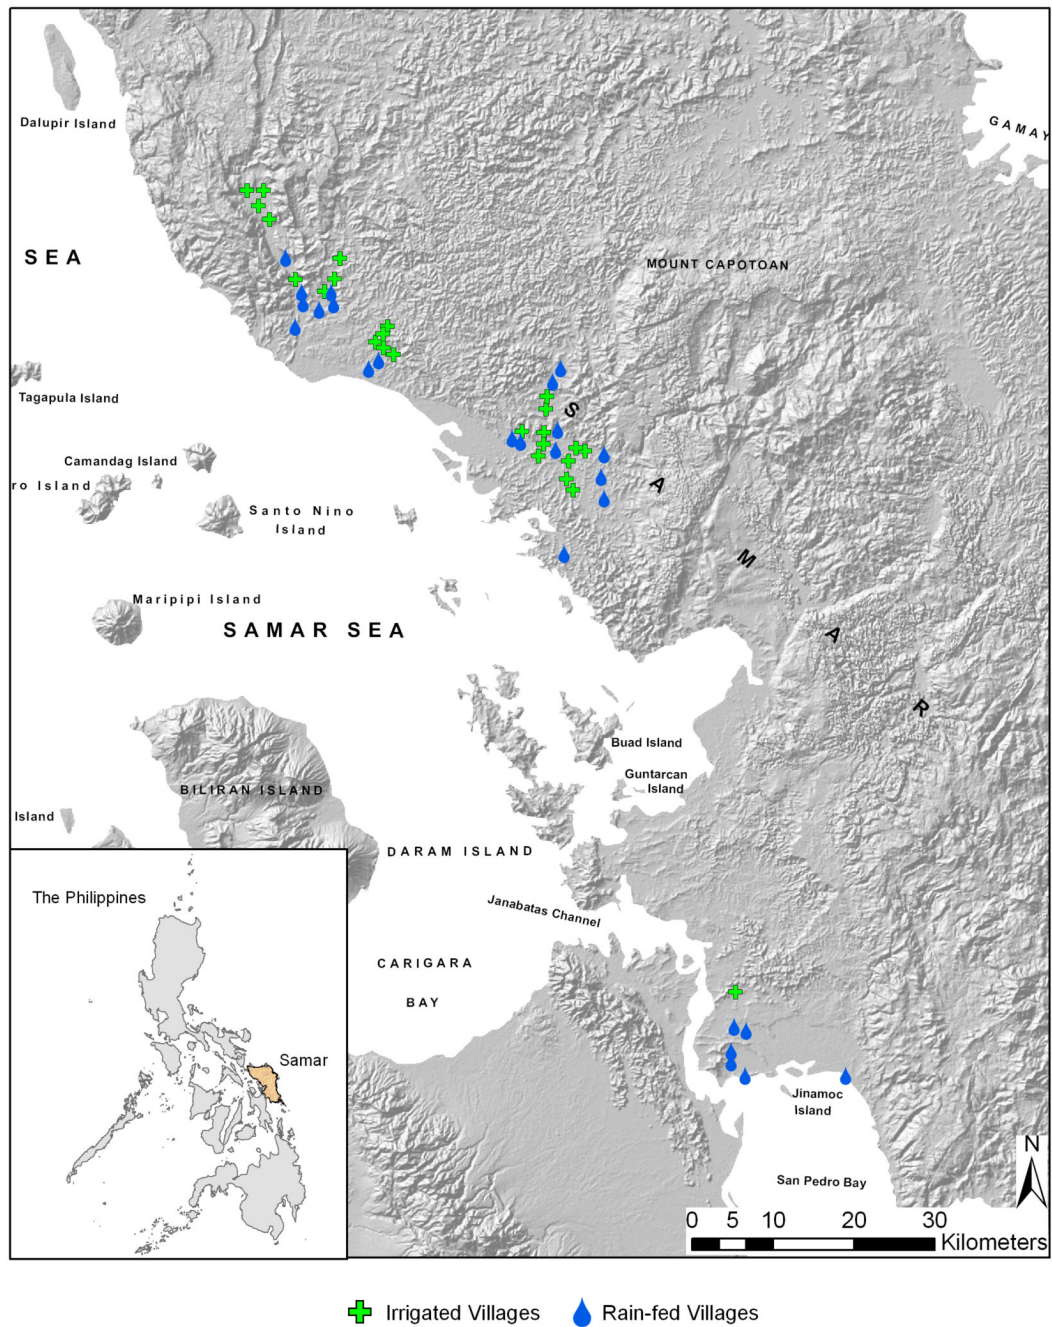 Dalupir Island
GAMAY
SEA
MOUNT CAPOTOAN
Tagapula Island
S
Camandag Island
ro Island
A
Santo Nino
Island
M
Maripipi Island
SAMAR SEA
A
R
Buad Island
Guntarcan
Island
BILIRAN ISLAND
Island
DARAM ISLAND
The Philippines
Janabatas Channel
CARIGARA
BAY
Samar
Jinamoc
Island
N
San Pedro Bay
0 5 10 20 30
Kilometers
Irrigated Villages
Rain-fed Villages